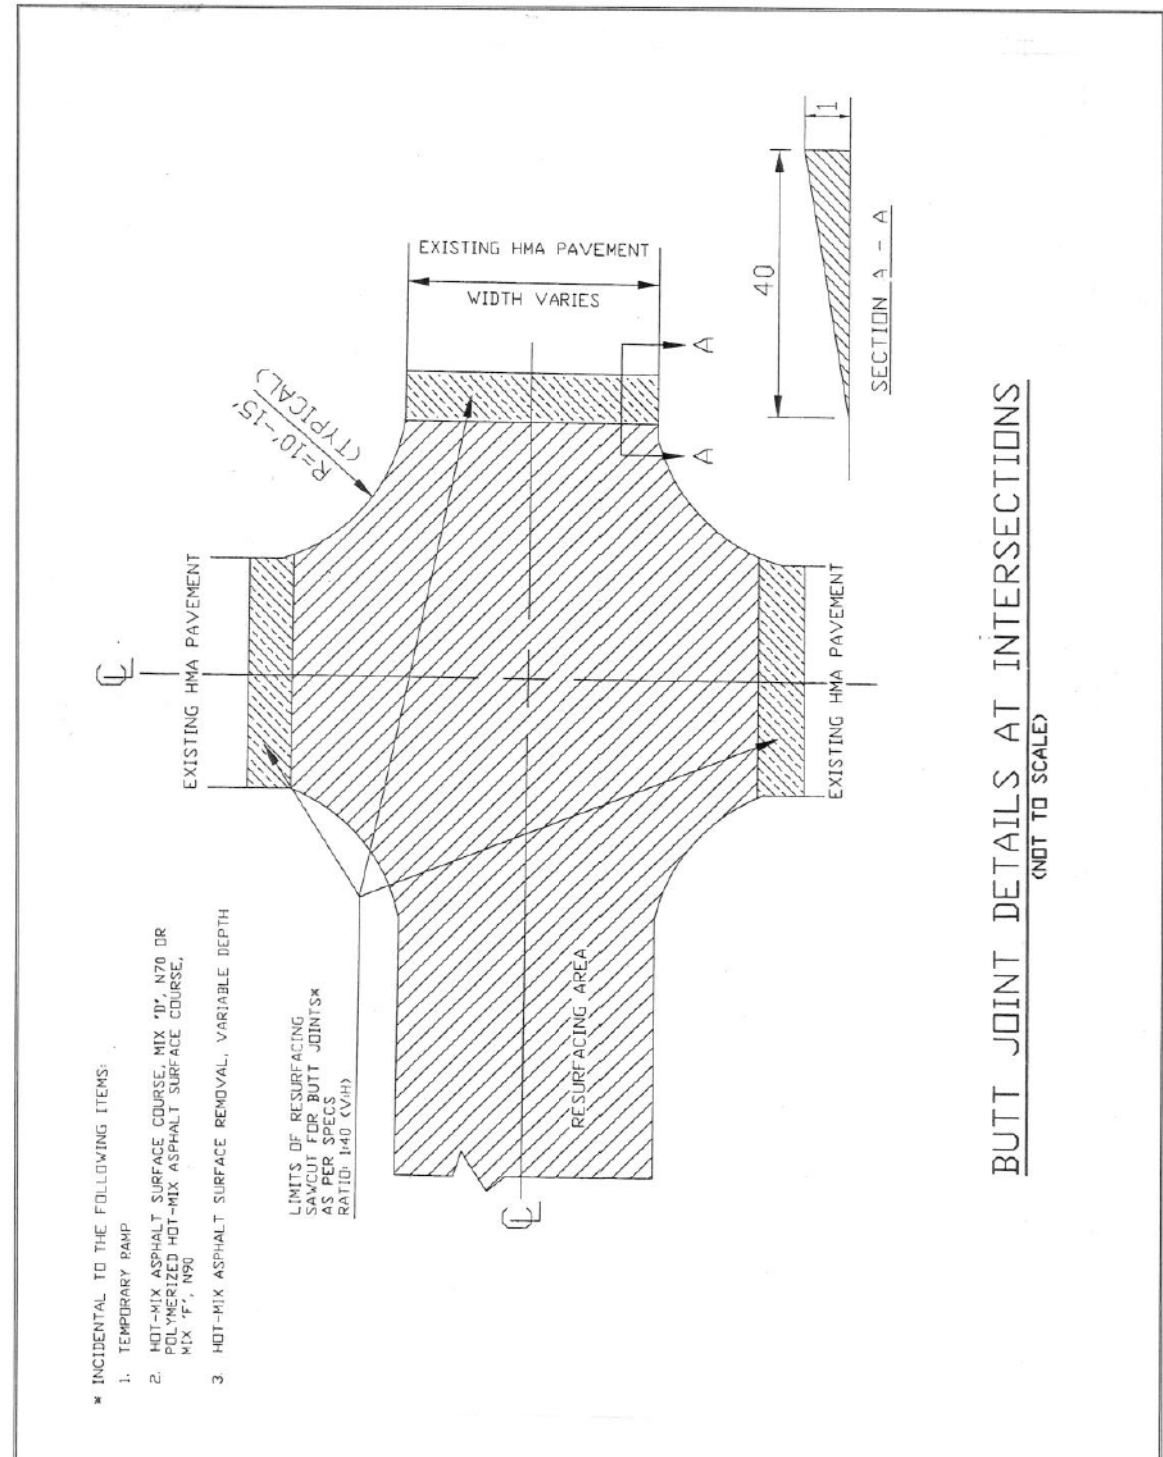 * INCIDENTAL TO THE FOLLOWING ITEMS:
1. TEMPORARY RAMP
2. HOT-MIX ASPHALT SURFACE COURSE, MIX 'D', N70 OR
POLYMERIZED HOT-MIX ASPHALT SURFACE COURSE,
MIX 'F', N90
3 HOT-MIX ASPHALT SURFACE REMOVAL, VARIABLE DEPTH
LIMITS OF RESURFACING
SAWCUT FOR BUTT JOINTS*
AS PER SPECS
RATIO: 1:40 (V:H)
℄
EXISTING HMA PAVEMENT
R=10'-15'
(TYPICAL)
EXISTING HMA PAVEMENT
WIDTH VARIES
A
A
℄
RESURFACING AREA
EXISTING HMA PAVEMENT
40
1
SECTION A - A
BUTT JOINT DETAILS AT INTERSECTIONS
(NOT TO SCALE)